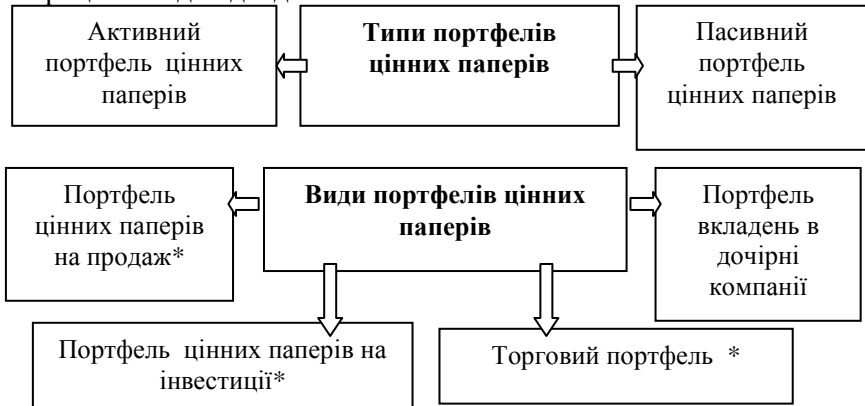 Активний
портфель цінних
паперів
Типи портфелів
цінних паперів
Пасивний
портфель
цінних паперів
Портфель
цінних паперів
на продаж*
Види портфелів цінних
паперів
Портфель
вкладень в
дочірні
компанії
Портфель цінних паперів на
інвестиції*
Торговий портфель *